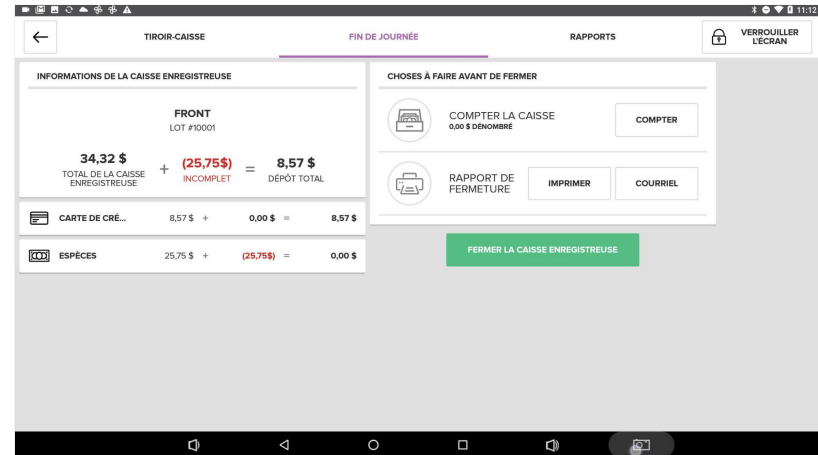 11:12
TIROIR-CAISSE
FIN DE JOURNÉE
RAPPORTS
VERROUILLER
L'ÉCRAN
INFORMATIONS DE LA CAISSE ENREGISTREUSE
FRONT
LOT #10001
34,32 $ + (25,75$) = 8,57 $
TOTAL DE LA CAISSE
ENREGISTREUSE
INCOMPLET
DÉPÔT TOTAL
CARTE DE CRÉ... 8,57 $ + 0,00 $ = 8,57 $
ESPÈCES 25,75 $ + (25,75$) = 0,00 $
CHOSES À FAIRE AVANT DE FERMER
COMPTER LA CAISSE
0,00 $ DÉNOMBRÉ
COMPTER
RAPPORT DE
FERMETURE
IMPRIMER
COURRIEL
FERMER LA CAISSE ENREGISTREUSE